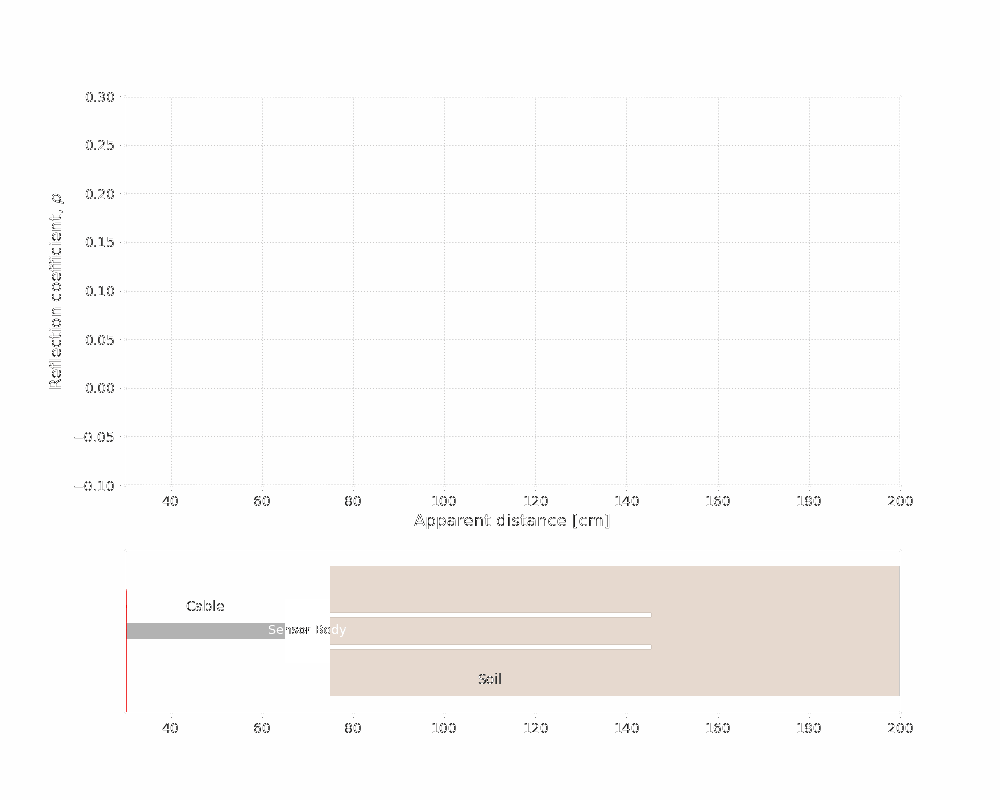 0.30
0.25
0.20
0.15
0.10
0.05
0.00
−0.05
−0.10
Reflection coefficient, ρ
40 60 80 100 120 140 160 180 200
Apparent distance [cm]
Cable
Sensor Body
Soil
40 60 80 100 120 140 160 180 200